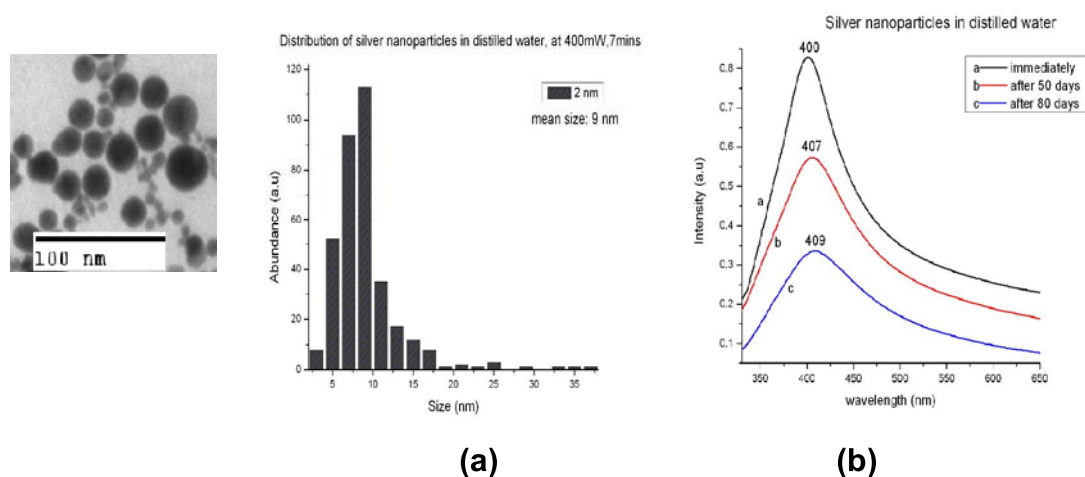 100 nm
Distribution of silver nanoparticles in distilled water, at 400mW,7mins
120
100
80
60
40
20
0
2 nm
mean size: 9 nm
Abundance (a.u)
5 10 15 20 25 30 35
Size (nm)
(a)
Silver nanoparticles in distilled water
0.8
0.7
0.6
0.5
0.4
0.3
0.2
0.1
400
407
409
a
b
c
a immediately
b after 50 days
c after 80 days
Intensity (a.u)
350 400 450 500 550 600 650
wavelength (nm)
(b)